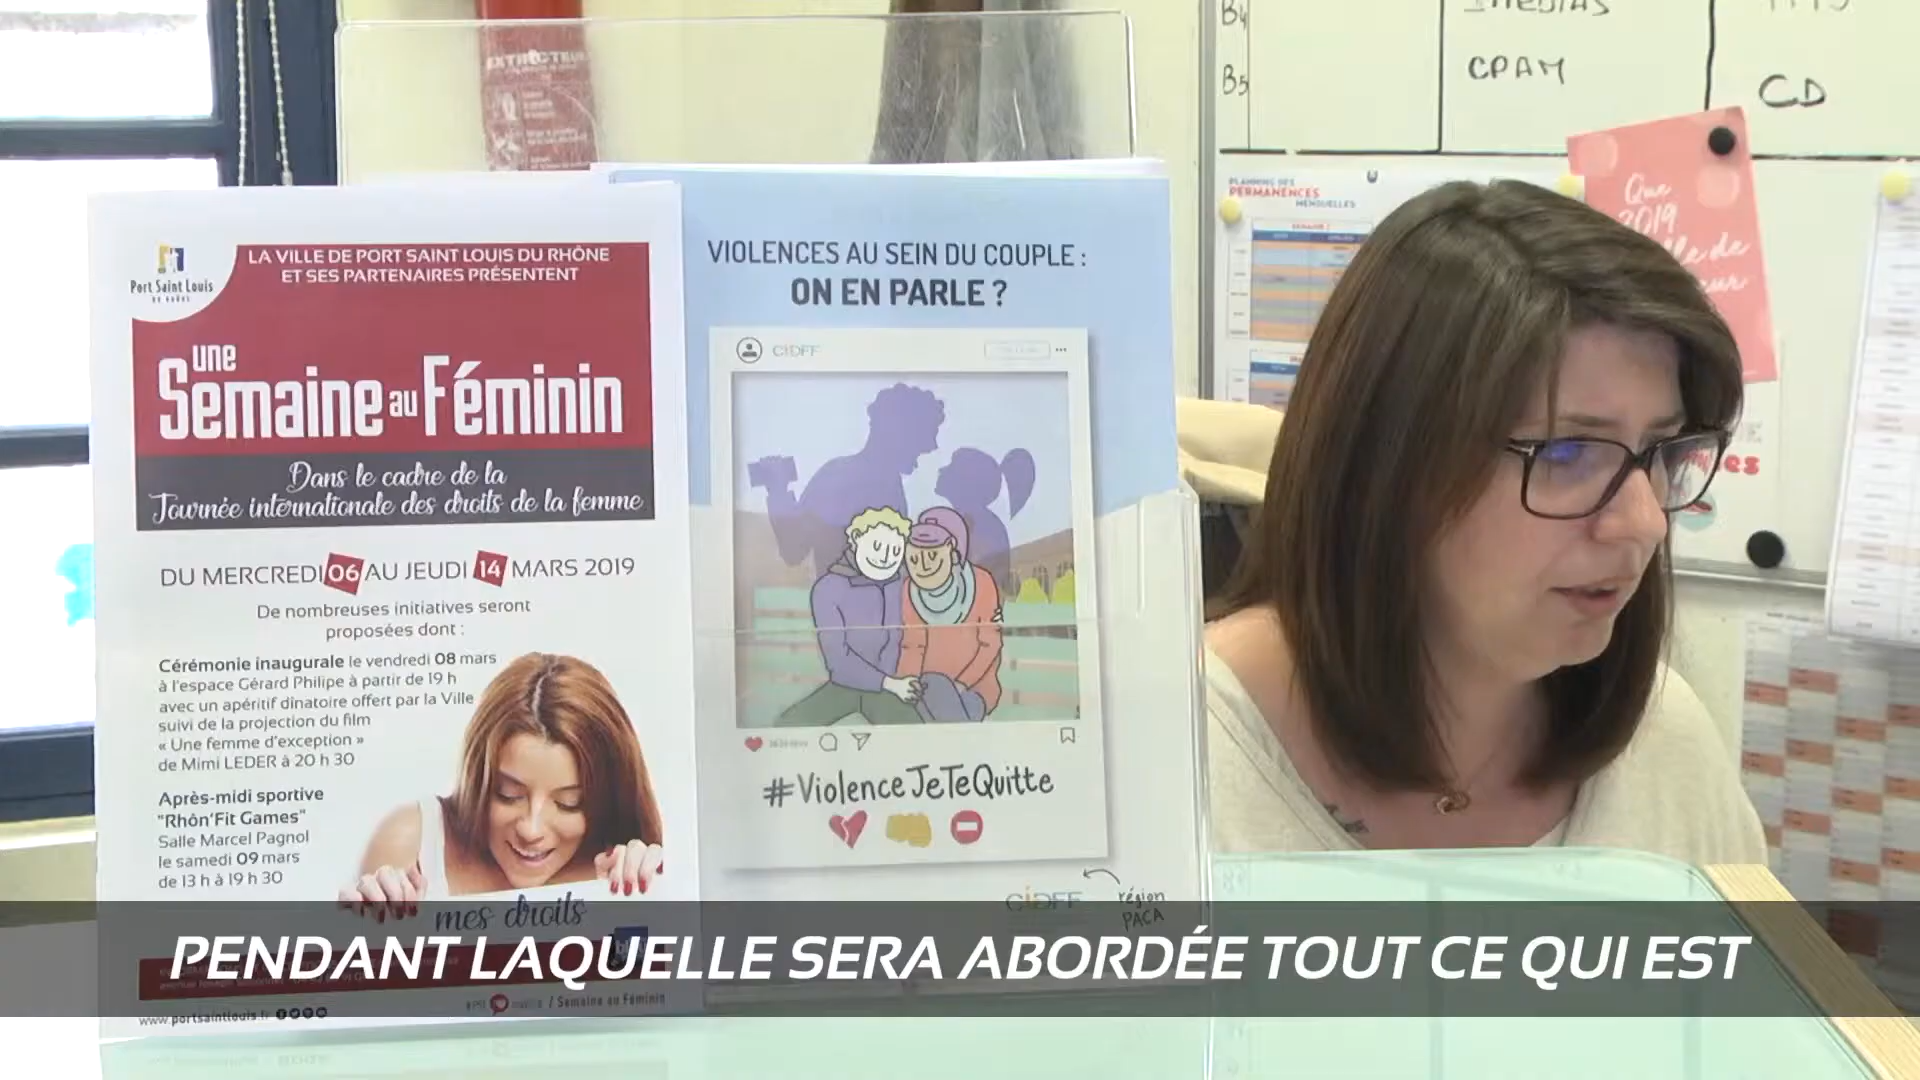 B4
B5
CPAM
CD
EXTINCTEUR
PLANNING DES
PERMANENCES
MENSUELLES
Que
2019
Port Saint Louis
DU RHÔNE
LA VILLE DE PORT SAINT LOUIS DU RHÔNE
ET SES PARTENAIRES PRÉSENTENT
UNE
Semaine au Féminin
Dans le cadre de la
Journée internationale des droits de la femme
DU MERCREDI 06 AU JEUDI 14 MARS 2019
De nombreuses initiatives seront
proposées dont :
Cérémonie inaugurale le vendredi 08 mars
à l'espace Gérard Philipe à partir de 19 h
avec un apéritif dînatoire offert par la Ville
suivi de la projection du film
« Une femme d'exception »
de Mimi LEDER à 20 h 30
Après-midi sportive
"Rhôn'Fit Games"
Salle Marcel Pagnol
le samedi 09 mars
de 13 h à 19 h 30
mes droits
/ Semaine au Féminin
www.portsaintlouis.fr
VIOLENCES AU SEIN DU COUPLE :
ON EN PARLE ?
CIDFF
#ViolenceJeTeQuitte
CIDFF
région
PACA
PENDANT LAQUELLE SERA ABORDÉE TOUT CE QUI EST